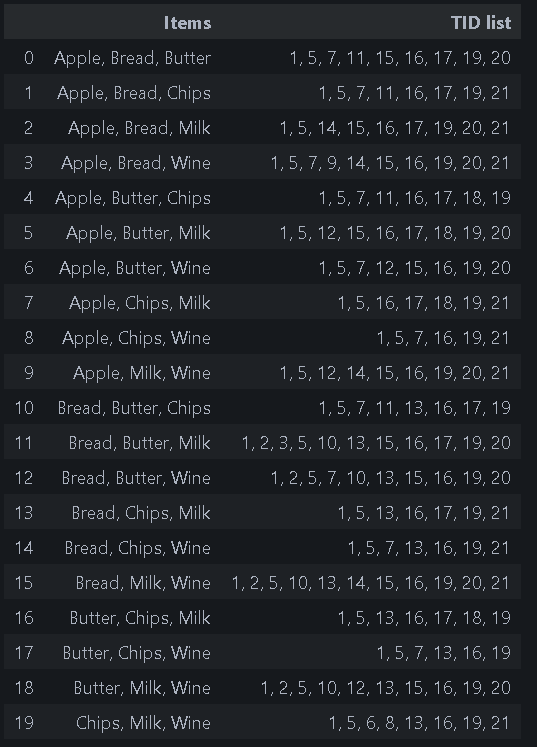 Items TID list
0 Apple, Bread, Butter 1, 5, 7, 11, 15, 16, 17, 19, 20
1 Apple, Bread, Chips 1, 5, 7, 11, 16, 17, 19, 21
2 Apple, Bread, Milk 1, 5, 14, 15, 16, 17, 19, 20, 21
3 Apple, Bread, Wine 1, 5, 7, 9, 14, 15, 16, 19, 20, 21
4 Apple, Butter, Chips 1, 5, 7, 11, 16, 17, 18, 19
5 Apple, Butter, Milk 1, 5, 12, 15, 16, 17, 18, 19, 20
6 Apple, Butter, Wine 1, 5, 7, 12, 15, 16, 19, 20
7 Apple, Chips, Milk 1, 5, 16, 17, 18, 19, 21
8 Apple, Chips, Wine 1, 5, 7, 16, 19, 21
9 Apple, Milk, Wine 1, 5, 12, 14, 15, 16, 19, 20, 21
10 Bread, Butter, Chips 1, 5, 7, 11, 13, 16, 17, 19
11 Bread, Butter, Milk 1, 2, 3, 5, 10, 13, 15, 16, 17, 19, 20
12 Bread, Butter, Wine 1, 2, 5, 7, 10, 13, 15, 16, 19, 20
13 Bread, Chips, Milk 1, 5, 13, 16, 17, 19, 21
14 Bread, Chips, Wine 1, 5, 7, 13, 16, 19, 21
15 Bread, Milk, Wine 1, 2, 5, 10, 13, 14, 15, 16, 19, 20, 21
16 Butter, Chips, Milk 1, 5, 13, 16, 17, 18, 19
17 Butter, Chips, Wine 1, 5, 7, 13, 16, 19
18 Butter, Milk, Wine 1, 2, 5, 10, 12, 13, 15, 16, 19, 20
19 Chips, Milk, Wine 1, 5, 6, 8, 13, 16, 19, 21